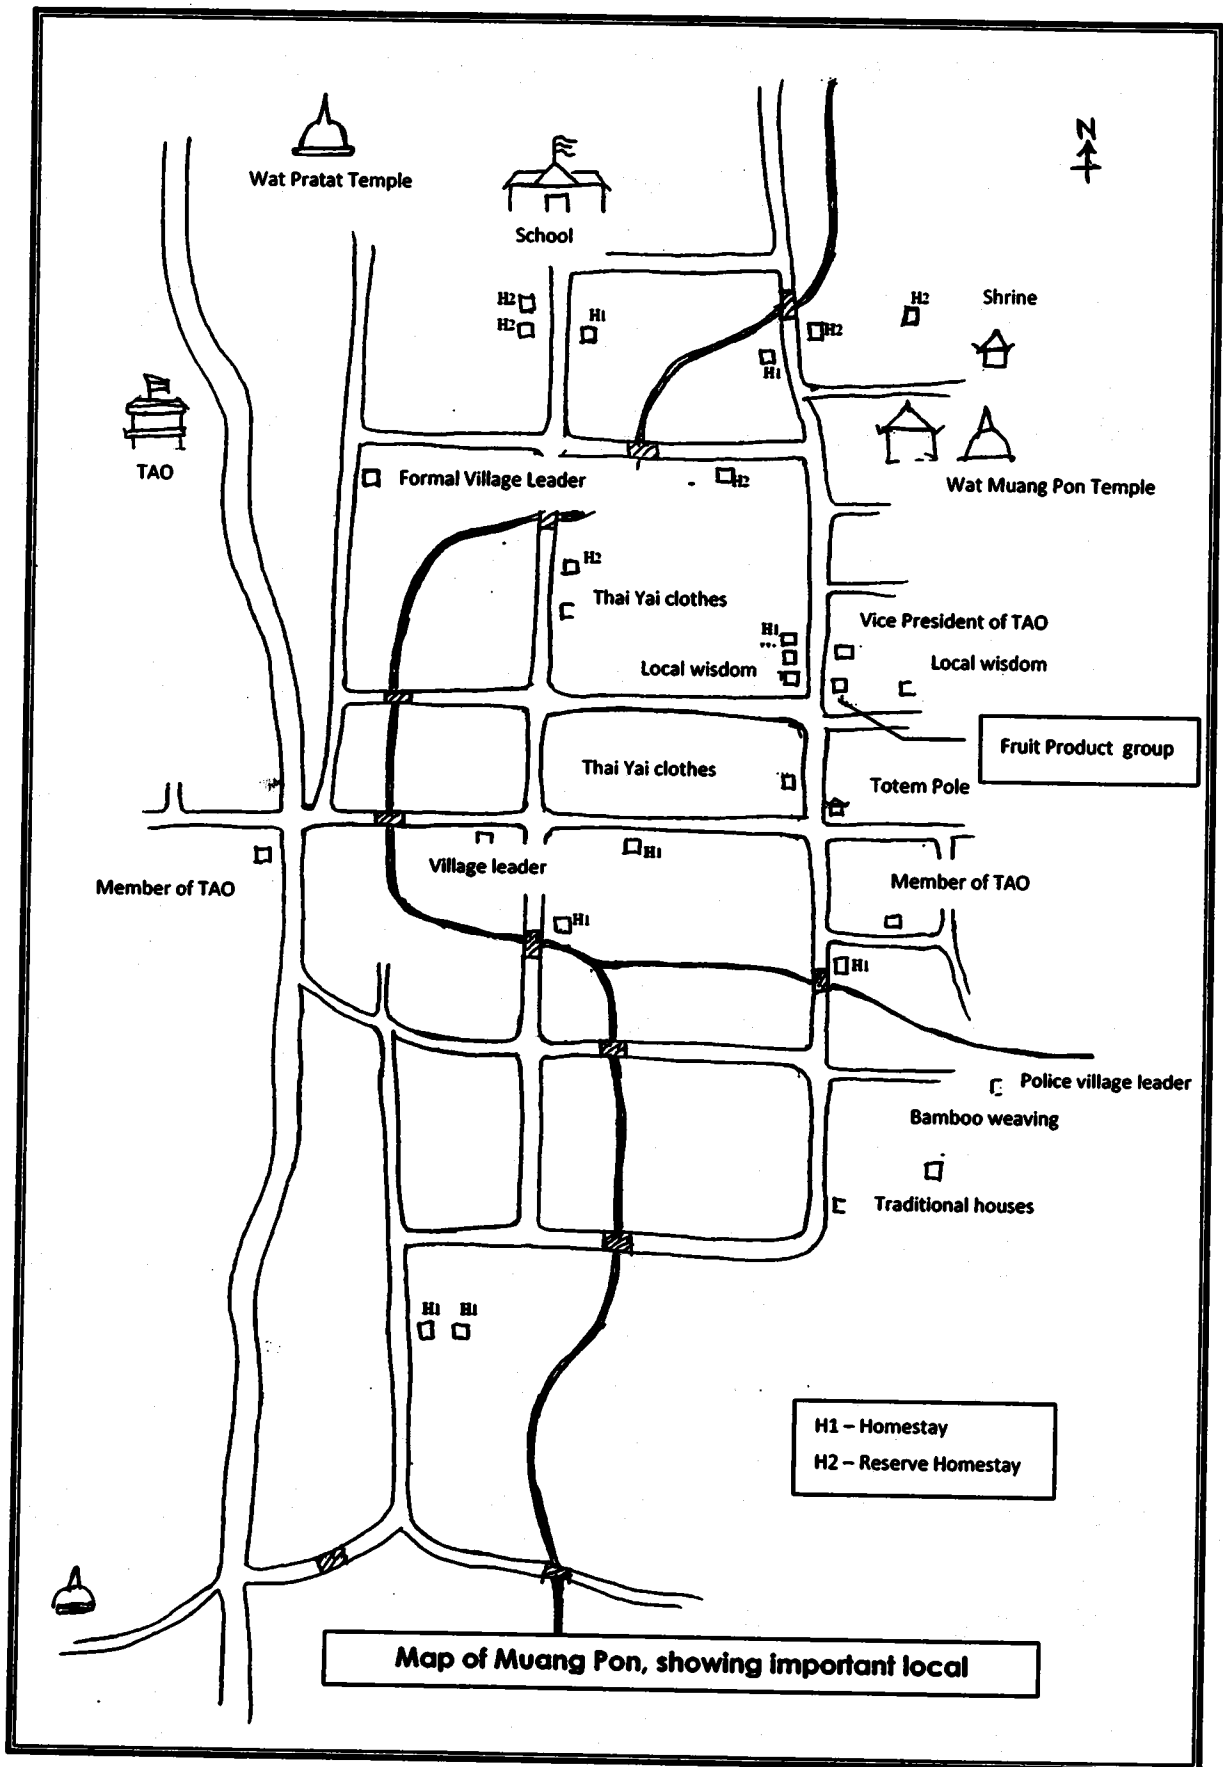 N
Wat Pratat Temple
School
H2
H2
H1
H2
H2
H1
Shrine
TAO
Formal Village Leader
H2
Wat Muang Pon Temple
H2
Thai Yai clothes
H1
Local wisdom
Vice President of TAO
Local wisdom
Fruit Product group
Thai Yai clothes
Totem Pole
Member of TAO
Village leader
H1
Member of TAO
H1
H1
Police village leader
Bamboo weaving
Traditional houses
H1 H1
H1 – Homestay
H2 – Reserve Homestay
Map of Muang Pon, showing important local